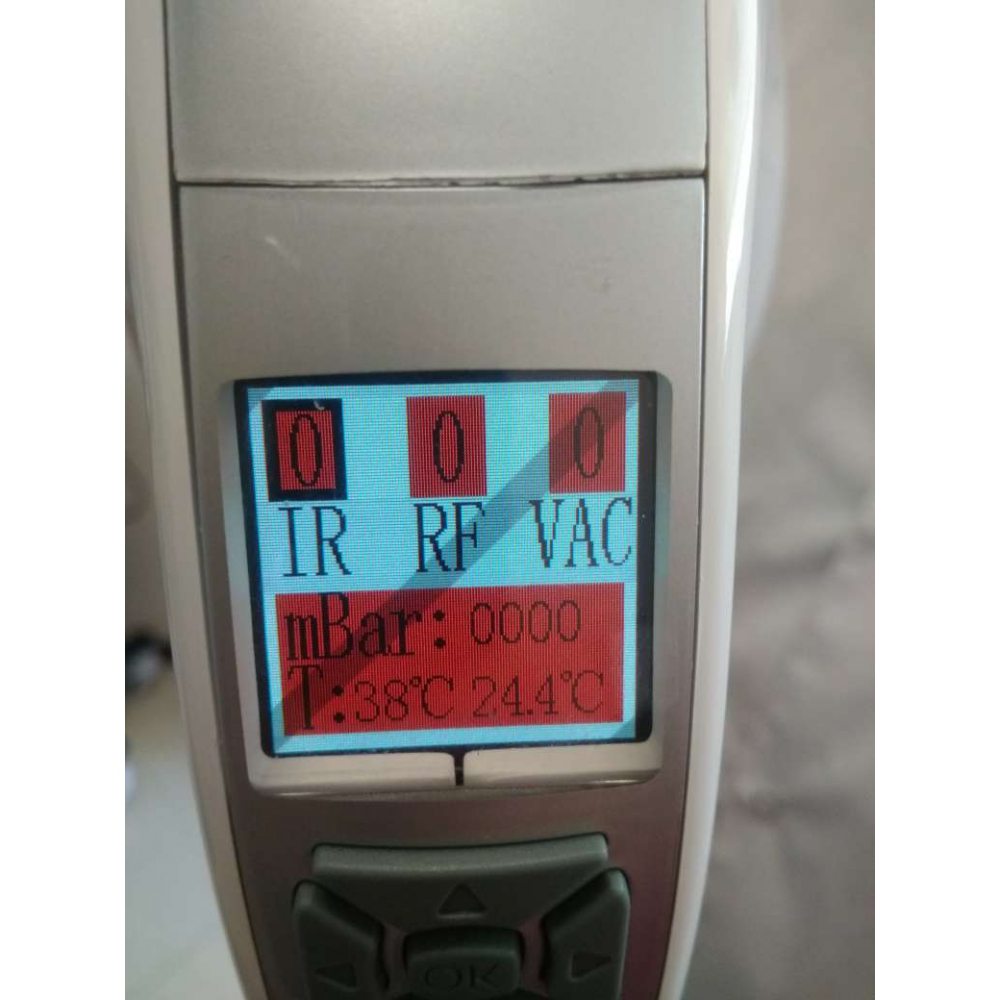 0 0 0
IR RF VAC
mBar: 0000
T:38℃ 24.4℃
OK